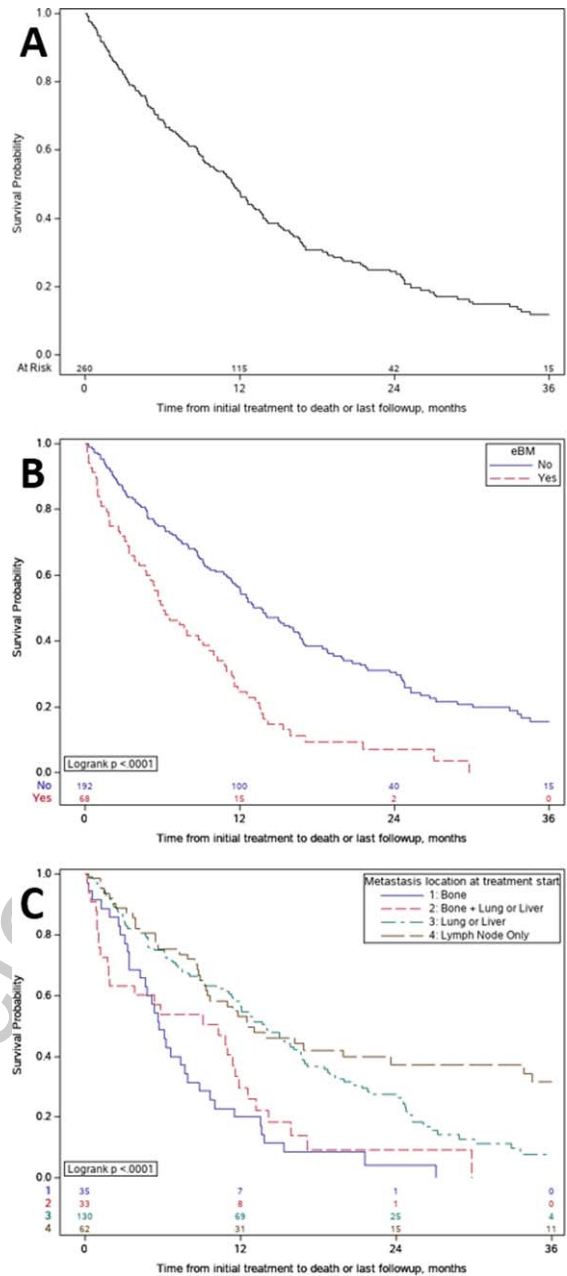 A
Survival Probability
1.0
0.8
0.6
0.4
0.2
0.0
At Risk 260 115 42 15
0 12 24 36
Time from initial treatment to death or last followup, months
B
Survival Probability
1.0
0.8
0.6
0.4
0.2
0.0
eBM
No
Yes
Logrank p <.0001
No 192 100 40 15
Yes 68 15 2 0
0 12 24 36
Time from initial treatment to death or last followup, months
C
Survival Probability
1.0
0.8
0.6
0.4
0.2
0.0
Metastasis location at treatment start
1: Bone
2: Bone + Lung or Liver
3: Lung or Liver
4: Lymph Node Only
Logrank p <.0001
1 35 7 1 0
2 33 8 1 0
3 130 69 25 4
4 62 31 15 11
0 12 24 36
Time from initial treatment to death or last followup, months